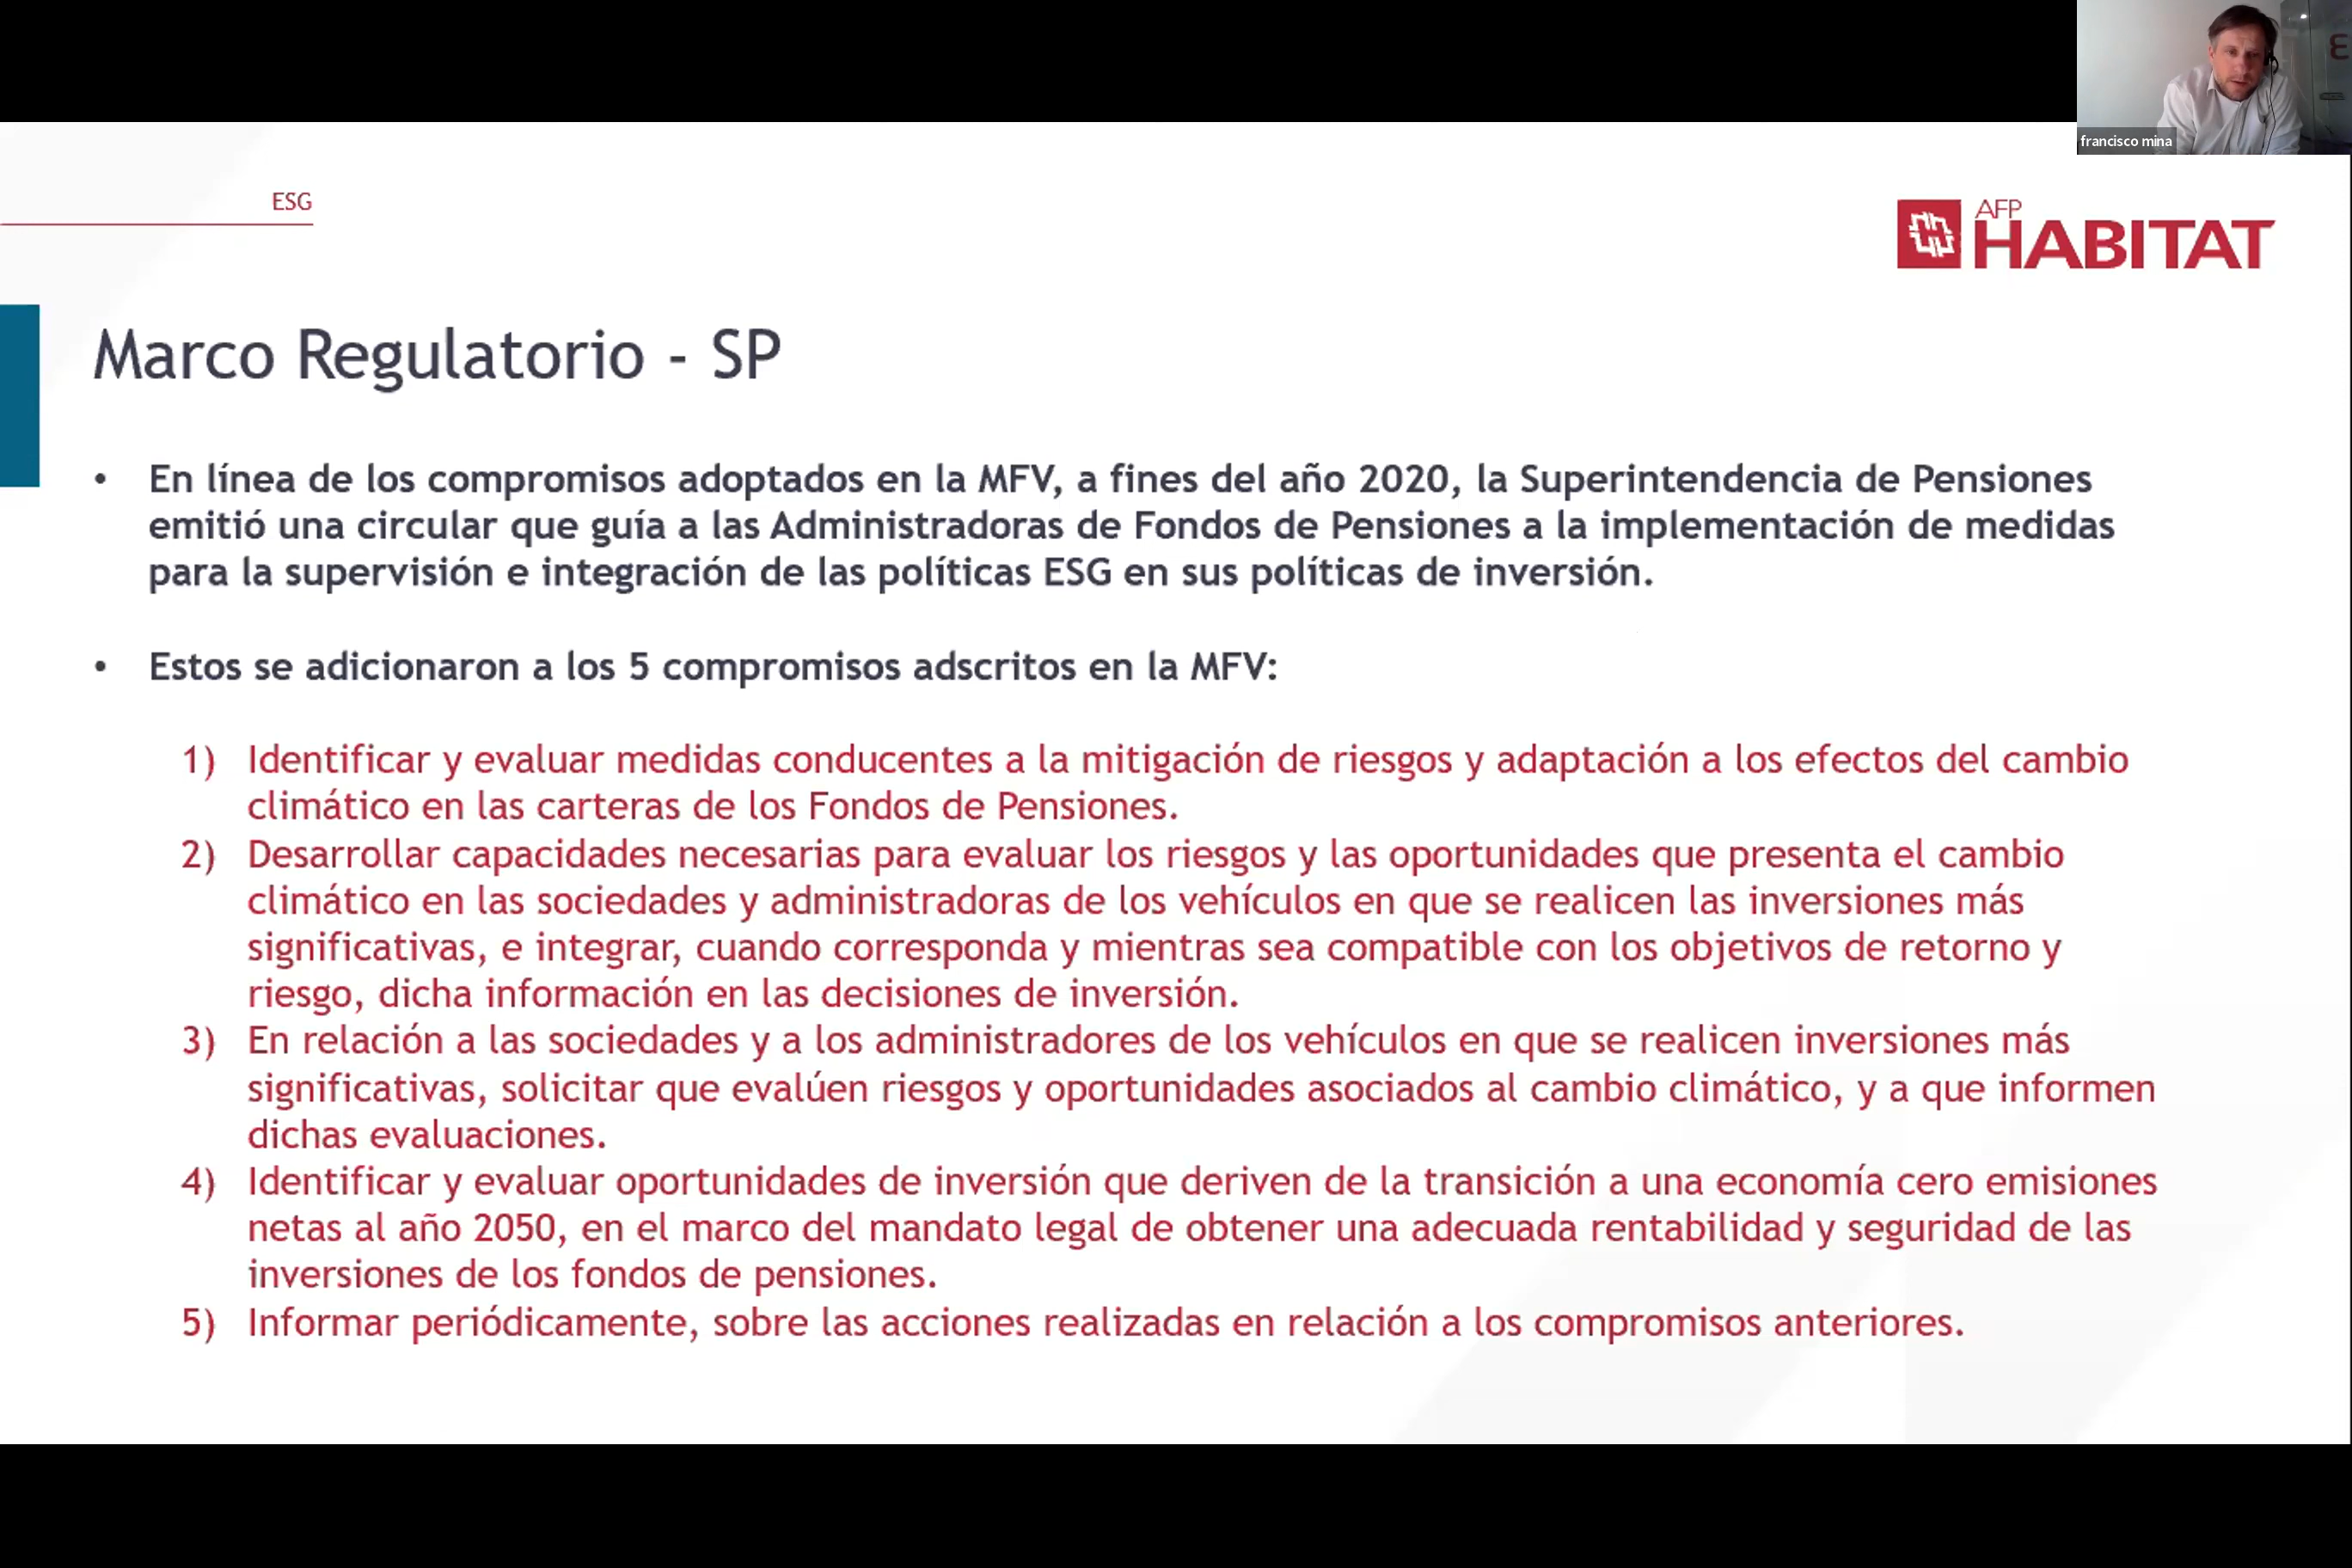 francisco mina
ESG
AFP
HABITAT
Marco Regulatorio - SP
• En línea de los compromisos adoptados en la MFV, a fines del año 2020, la Superintendencia de Pensiones
emitió una circular que guía a las Administradoras de Fondos de Pensiones a la implementación de medidas
para la supervisión e integración de las políticas ESG en sus políticas de inversión.
• Estos se adicionaron a los 5 compromisos adscritos en la MFV:
1) Identificar y evaluar medidas conducentes a la mitigación de riesgos y adaptación a los efectos del cambio
climático en las carteras de los Fondos de Pensiones.
2) Desarrollar capacidades necesarias para evaluar los riesgos y las oportunidades que presenta el cambio
climático en las sociedades y administradoras de los vehículos en que se realicen las inversiones más
significativas, e integrar, cuando corresponda y mientras sea compatible con los objetivos de retorno y
riesgo, dicha información en las decisiones de inversión.
3) En relación a las sociedades y a los administradores de los vehículos en que se realicen inversiones más
significativas, solicitar que evalúen riesgos y oportunidades asociados al cambio climático, y a que informen
dichas evaluaciones.
4) Identificar y evaluar oportunidades de inversión que deriven de la transición a una economía cero emisiones
netas al año 2050, en el marco del mandato legal de obtener una adecuada rentabilidad y seguridad de las
inversiones de los fondos de pensiones.
5) Informar periódicamente, sobre las acciones realizadas en relación a los compromisos anteriores.